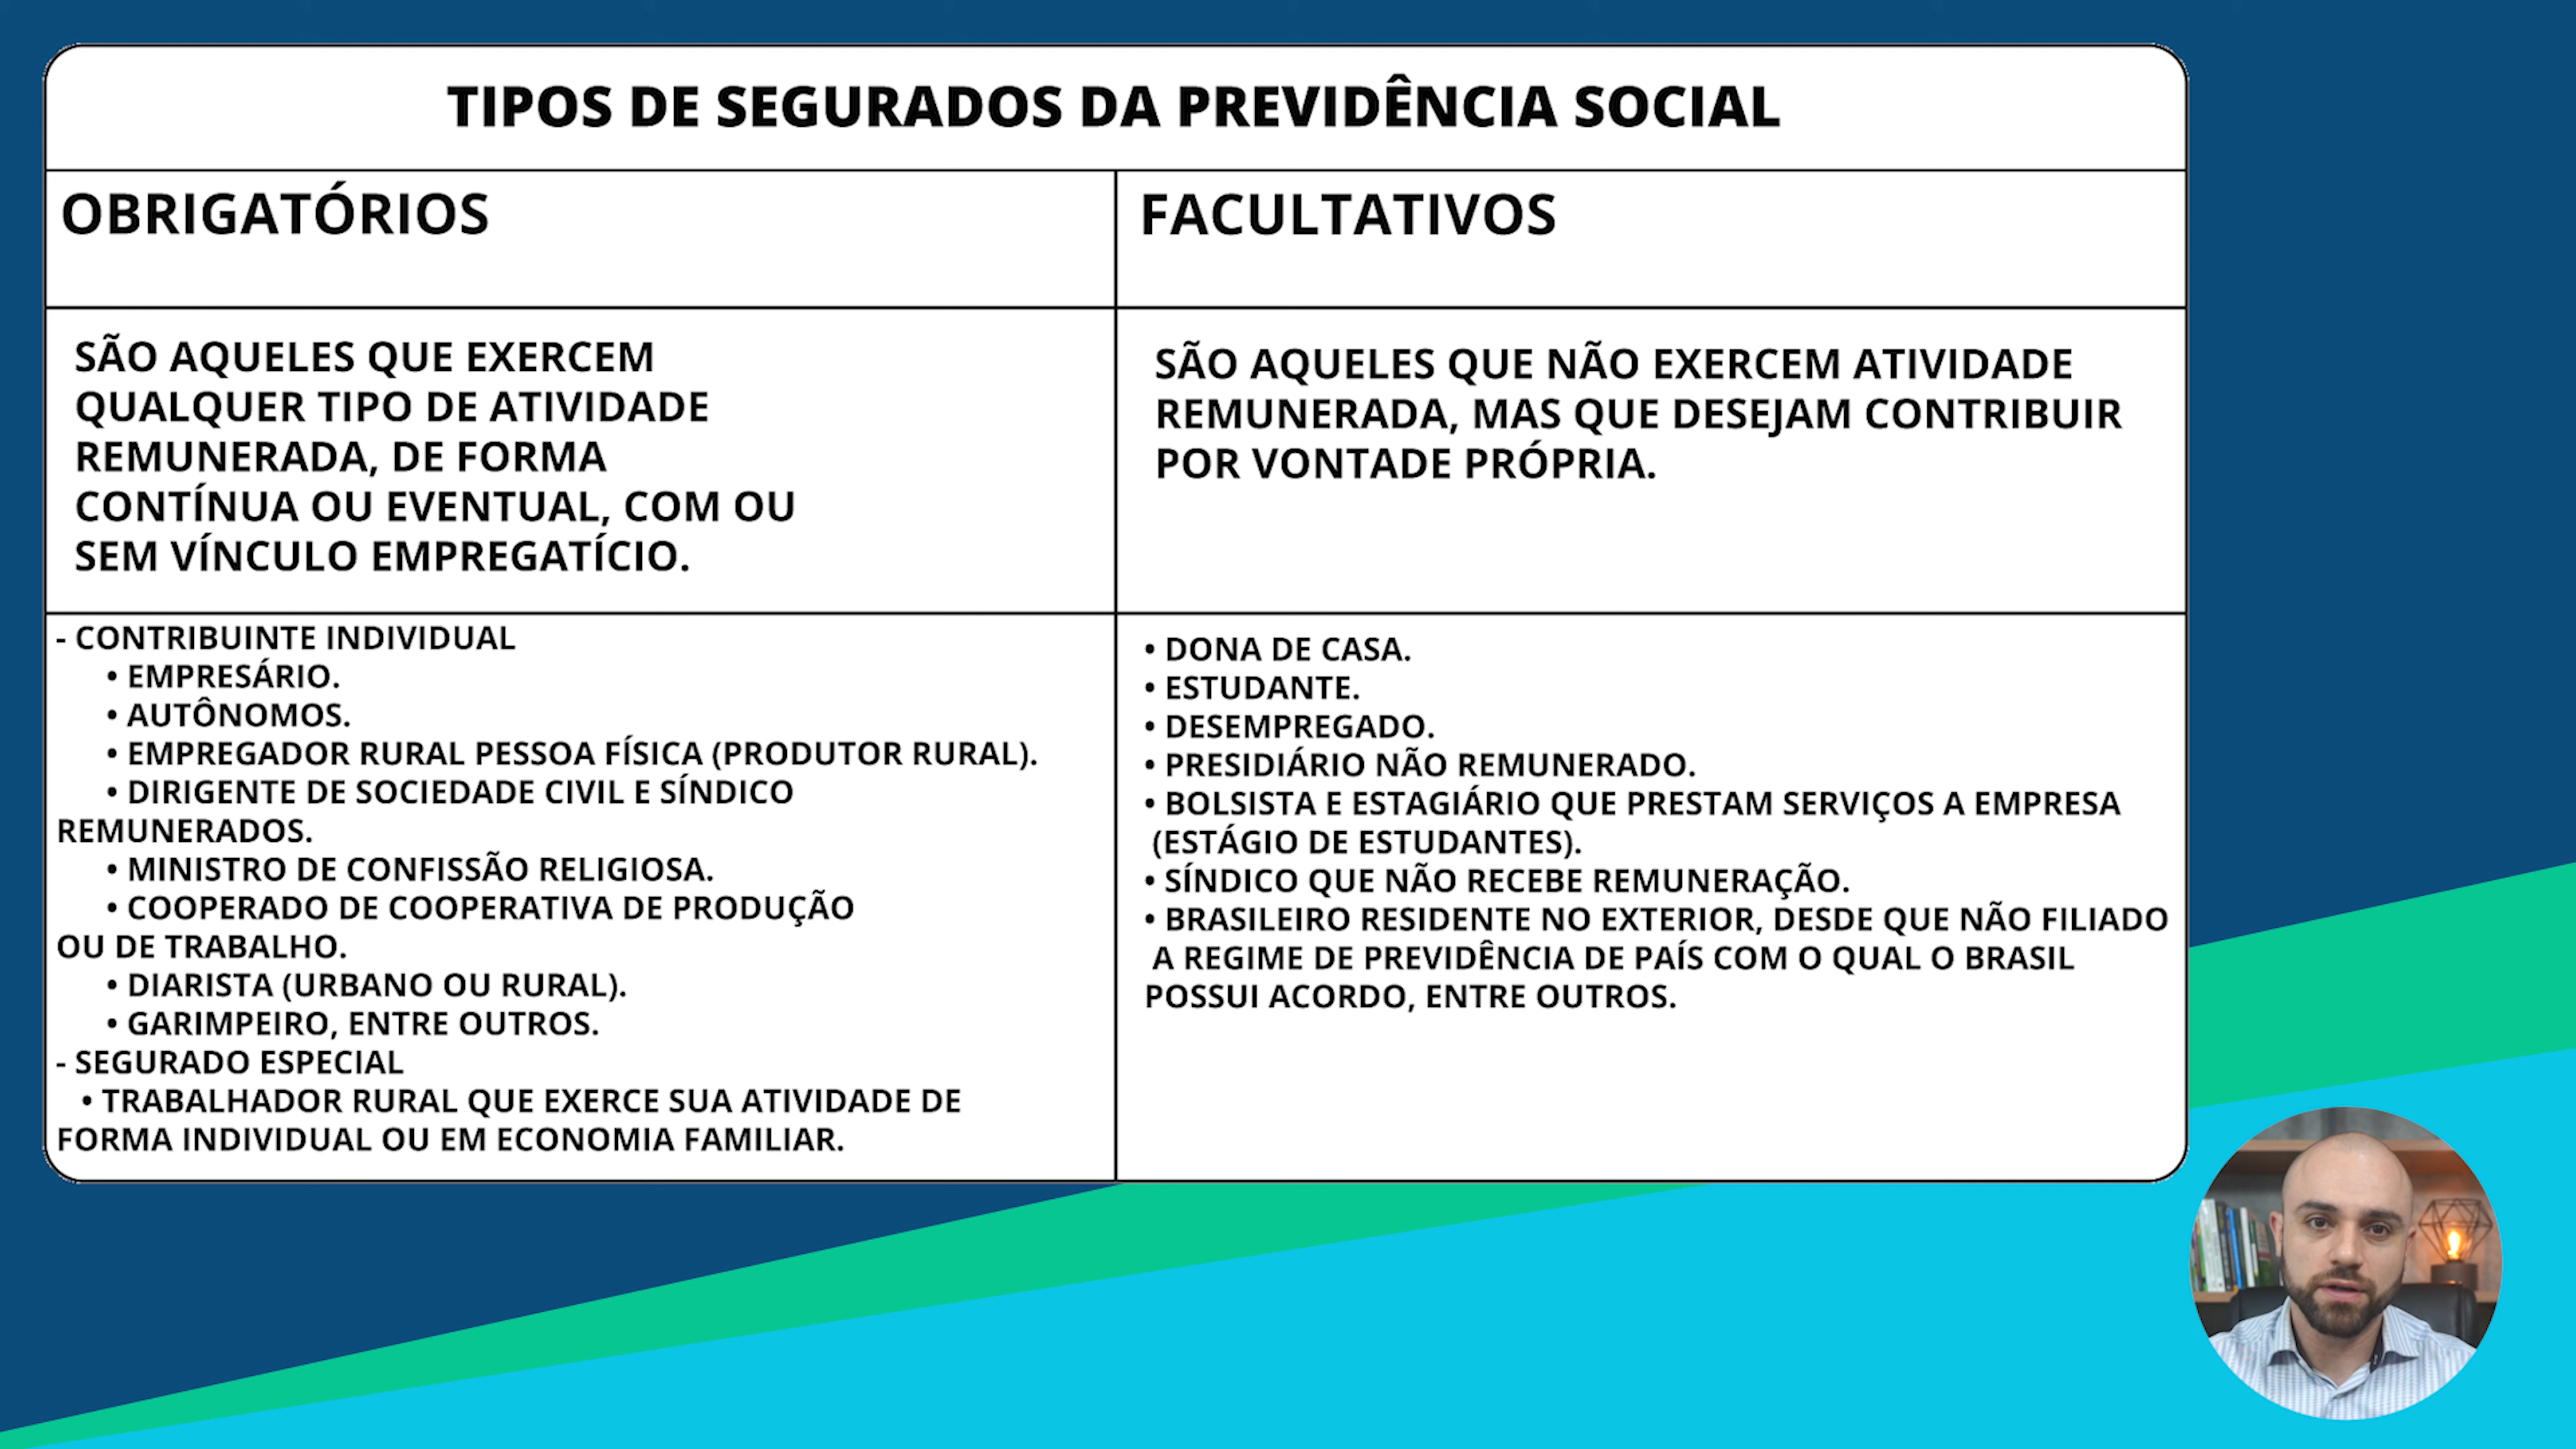 TIPOS DE SEGURADOS DA PREVIDÊNCIA SOCIAL
OBRIGATÓRIOS
FACULTATIVOS
SÃO AQUELES QUE EXERCEM
QUALQUER TIPO DE ATIVIDADE
REMUNERADA, DE FORMA
CONTÍNUA OU EVENTUAL, COM OU
SEM VÍNCULO EMPREGATÍCIO.
SÃO AQUELES QUE NÃO EXERCEM ATIVIDADE
REMUNERADA, MAS QUE DESEJAM CONTRIBUIR
POR VONTADE PRÓPRIA.
- CONTRIBUINTE INDIVIDUAL
• EMPRESÁRIO.
• AUTÔNOMOS.
• EMPREGADOR RURAL PESSOA FÍSICA (PRODUTOR RURAL).
• DIRIGENTE DE SOCIEDADE CIVIL E SÍNDICO
REMUNERADOS.
• MINISTRO DE CONFISSÃO RELIGIOSA.
• COOPERADO DE COOPERATIVA DE PRODUÇÃO
OU DE TRABALHO.
• DIARISTA (URBANO OU RURAL).
• GARIMPEIRO, ENTRE OUTROS.
- SEGURADO ESPECIAL
• TRABALHADOR RURAL QUE EXERCE SUA ATIVIDADE DE
FORMA INDIVIDUAL OU EM ECONOMIA FAMILIAR.
• DONA DE CASA.
• ESTUDANTE.
• DESEMPREGADO.
• PRESIDIÁRIO NÃO REMUNERADO.
• BOLSISTA E ESTAGIÁRIO QUE PRESTAM SERVIÇOS A EMPRESA
(ESTÁGIO DE ESTUDANTES).
• SÍNDICO QUE NÃO RECEBE REMUNERAÇÃO.
• BRASILEIRO RESIDENTE NO EXTERIOR, DESDE QUE NÃO FILIADO
A REGIME DE PREVIDÊNCIA DE PAÍS COM O QUAL O BRASIL
POSSUI ACORDO, ENTRE OUTROS.